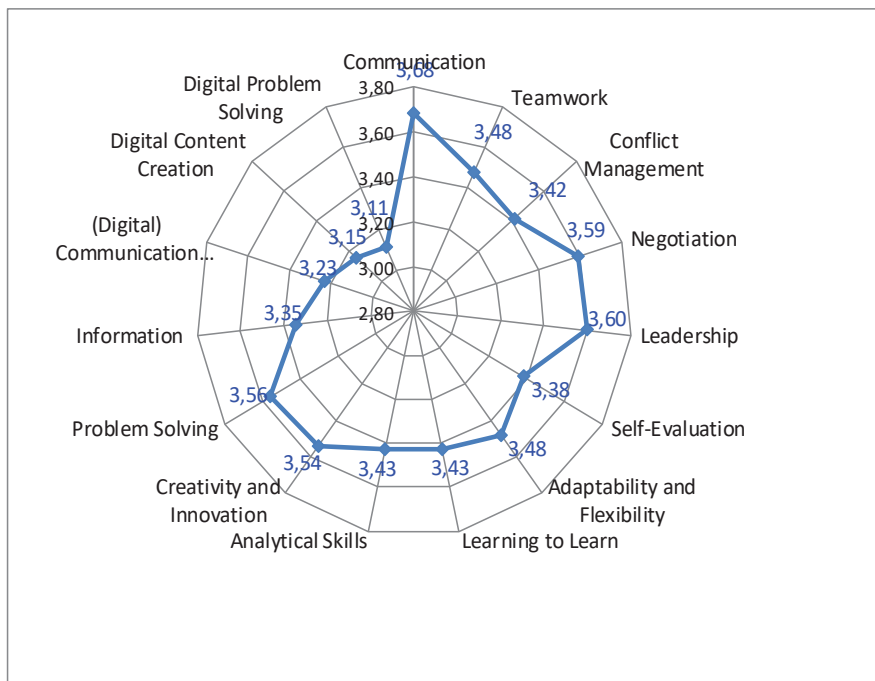 Communication
3,68
3,80
Digital Problem
Solving
Teamwork
3,60
3,48
Digital Content
Creation
Conflict
Management
3,40
3,42
3,11
(Digital)
Communication...
3,20
3,15
3,59
Negotiation
3,23
3,00
2,80
3,35
3,60
Information
Leadership
3,56
3,38
Problem Solving
Self-Evaluation
3,54
3,43
3,43
3,48
Creativity and
Innovation
Adaptability and
Flexibility
Analytical Skills
Learning to Learn